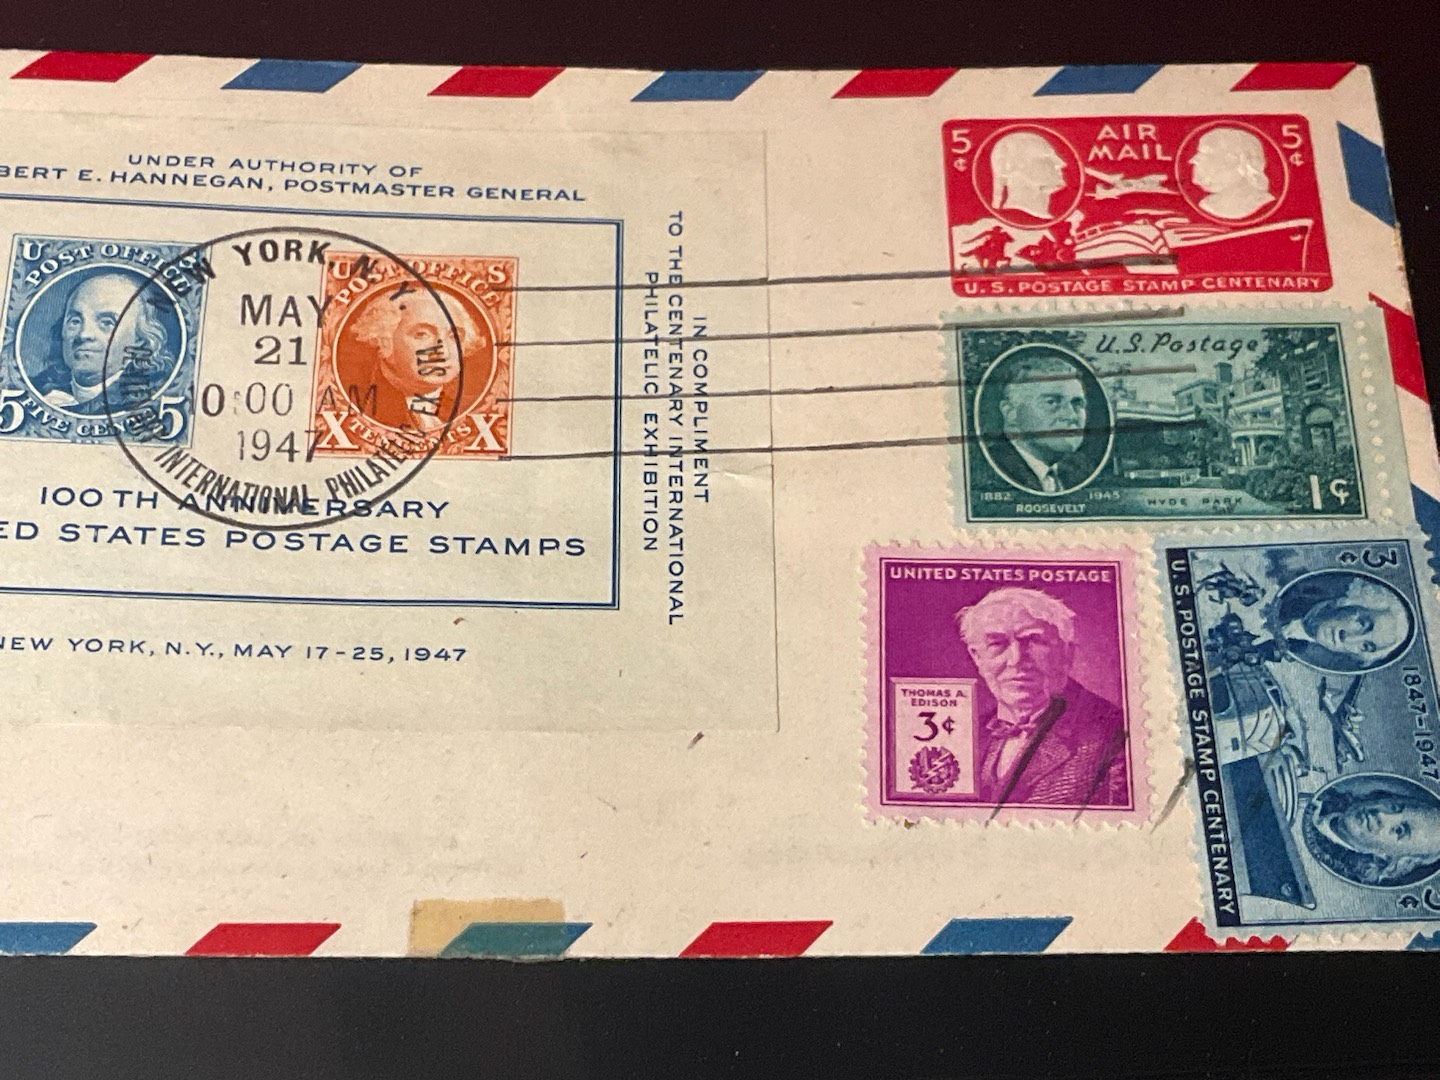 UNDER AUTHORITY OF
BERT E. HANNEGAN, POSTMASTER GENERAL
U S
POST OFFICE
5 5
FIVE CENTS
U S
POST OFFICE
X X
TEN CENTS
NEW YORK, N.Y.
MAY
21
10:00 AM
1947
INTERNATIONAL PHILATELIC EX. STA.
100TH ANNIVERSARY
ED STATES POSTAGE STAMPS
NEW YORK, N.Y., MAY 17-25, 1947
IN COMPLIMENT
TO THE CENTENARY INTERNATIONAL
PHILATELIC EXHIBITION
5¢ AIR MAIL 5¢
U.S. POSTAGE STAMP CENTENARY
U.S. Postage
1882 1945
ROOSEVELT
HYDE PARK
1¢
UNITED STATES POSTAGE
THOMAS A.
EDISON
3¢
3¢
1847-1947
U.S. POSTAGE STAMP CENTENARY
3¢